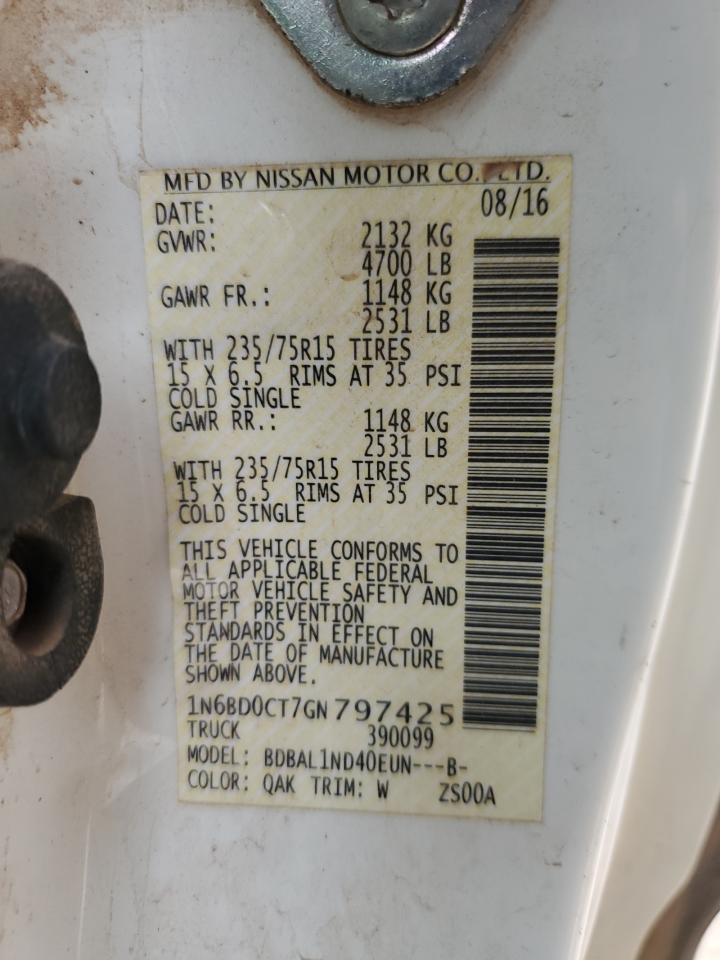 MFD BY NISSAN MOTOR CO. LTD.
DATE: 08/16
GVWR: 2132 KG
4700 LB
GAWR FR.: 1148 KG
2531 LB
WITH 235/75R15 TIRES
15 X 6.5 RIMS AT 35 PSI
COLD SINGLE
GAWR RR.: 1148 KG
2531 LB
WITH 235/75R15 TIRES
15 X 6.5 RIMS AT 35 PSI
COLD SINGLE
THIS VEHICLE CONFORMS TO
ALL APPLICABLE FEDERAL
MOTOR VEHICLE SAFETY AND
THEFT PREVENTION
STANDARDS IN EFFECT ON
THE DATE OF MANUFACTURE
SHOWN ABOVE.
1N6BD0CT7GN797425
TRUCK 390099
MODEL: BDBAL1ND40EUN---B-
COLOR: QAK TRIM: W ZS00A